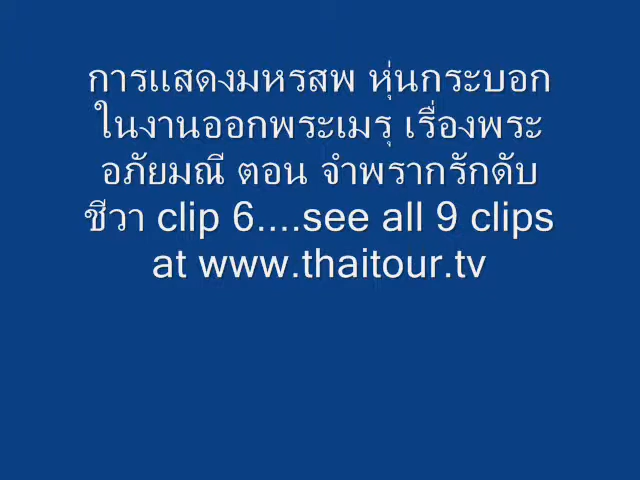 การแสดงมหรสพ หุ่นกระบอก
ในงานออกพระเมรุ เรื่องพระ
อภัยมณี ตอน จำพรากรักดับ
ชีวา clip 6....see all 9 clips
at www.thaitour.tv